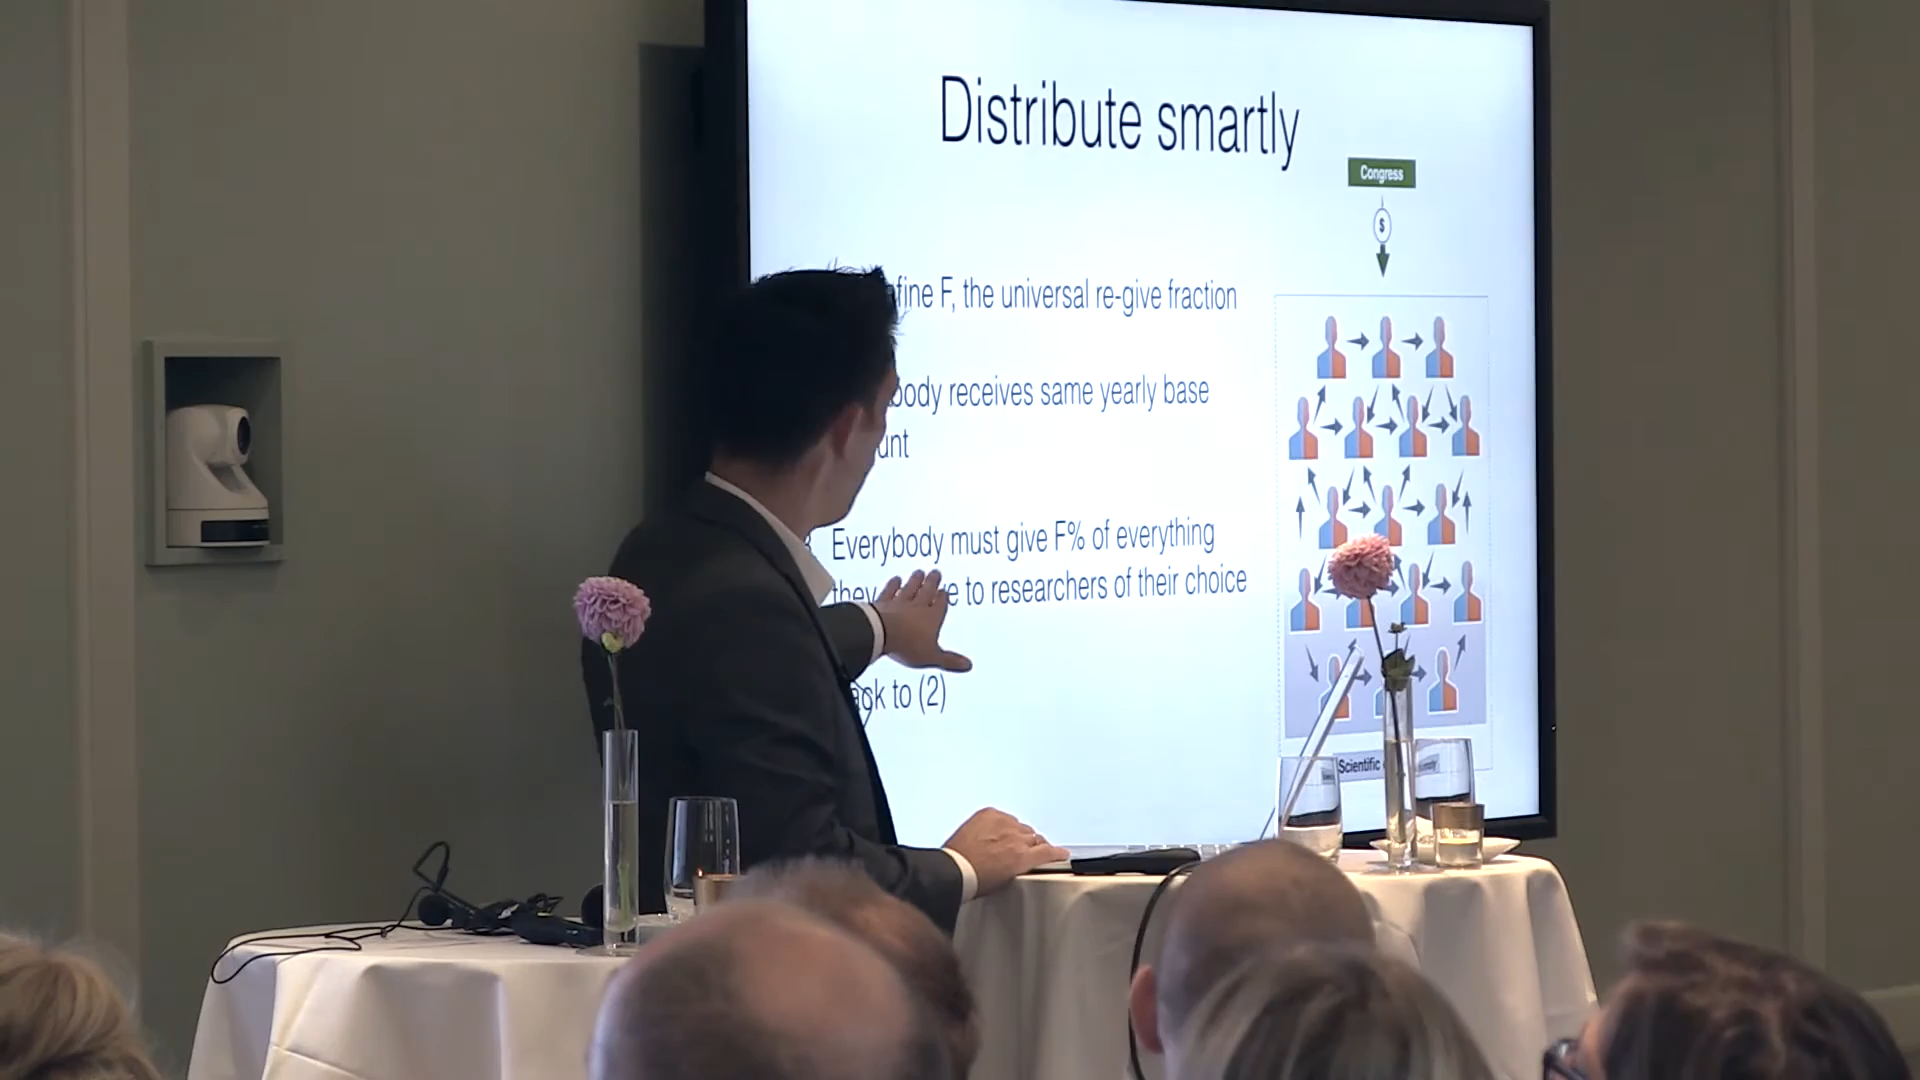 Distribute smartly
Congress
$
fine F, the universal re-give fraction
body receives same yearly base
unt
Everybody must give F% of everything
they to researchers of their choice
ack to (2)
Scientific